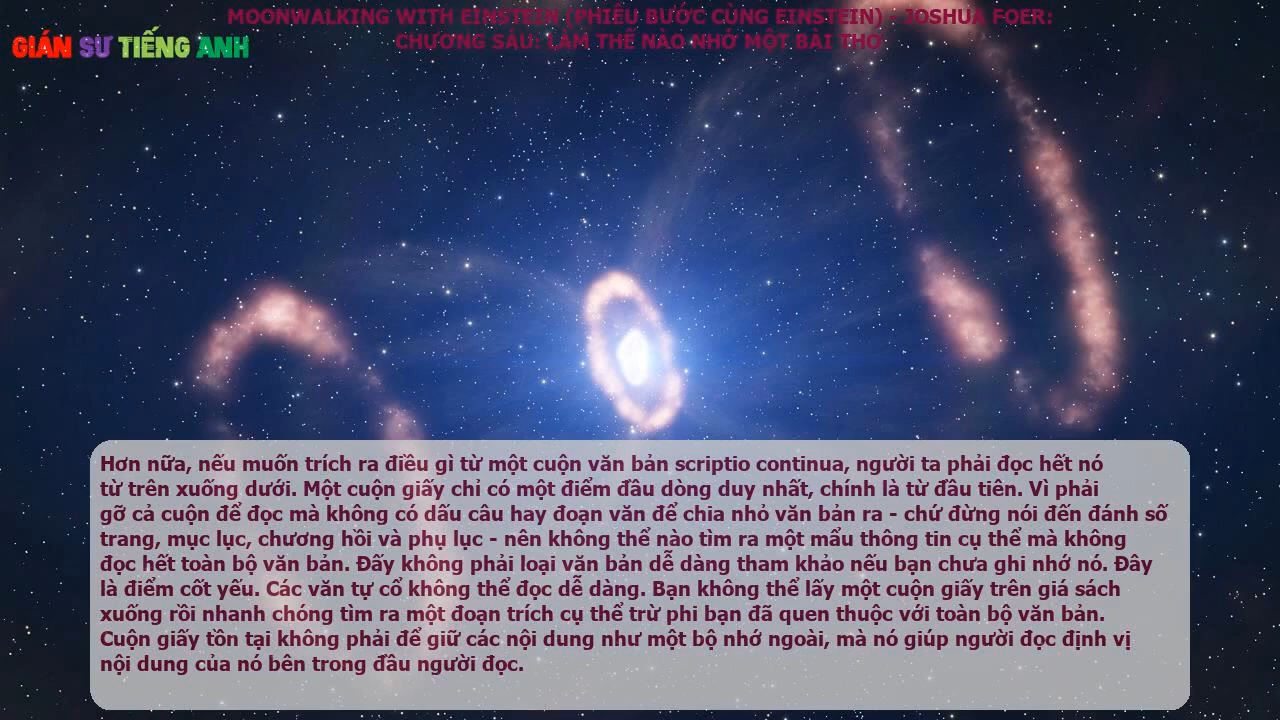 MOONWALKING WITH EINSTEIN (PHIÊU BƯỚC CÙNG EINSTEIN) - JOSHUA FOER:
CHƯƠNG SÁU: LÀM THẾ NÀO NHỚ MỘT BÀI THƠ
GIÁN SỨ TIẾNG ANH
Hơn nữa, nếu muốn trích ra điều gì từ một cuộn văn bản scriptio continua, người ta phải đọc hết nó
từ trên xuống dưới. Một cuộn giấy chỉ có một điểm đầu dòng duy nhất, chính là từ đầu tiên. Vì phải
gỡ cả cuộn để đọc mà không có dấu câu hay đoạn văn để chia nhỏ văn bản ra - chứ đừng nói đến đánh số
trang, mục lục, chương hồi và phụ lục - nên không thể nào tìm ra một mẩu thông tin cụ thể mà không
đọc hết toàn bộ văn bản. Đấy không phải loại văn bản dễ dàng tham khảo nếu bạn chưa ghi nhớ nó. Đây
là điểm cốt yếu. Các văn tự cổ không thể đọc dễ dàng. Bạn không thể lấy một cuộn giấy trên giá sách
xuống rồi nhanh chóng tìm ra một đoạn trích cụ thể trừ phi bạn đã quen thuộc với toàn bộ văn bản.
Cuộn giấy tồn tại không phải để giữ các nội dung như một bộ nhớ ngoài, mà nó giúp người đọc định vị
nội dung của nó bên trong đầu người đọc.